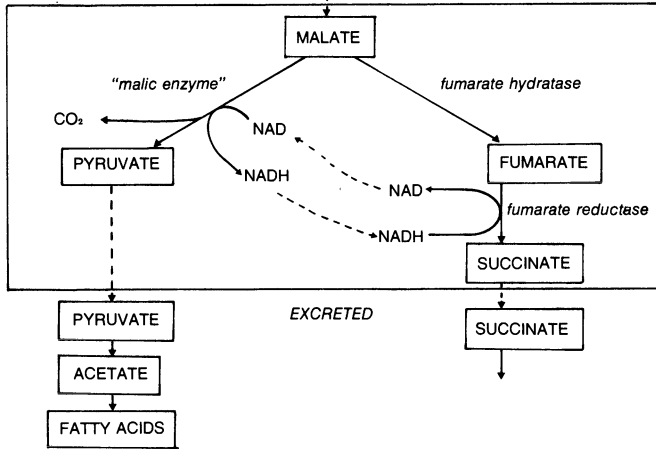 MALATE
"malic enzyme"
fumarate hydratase
CO₂
NAD
PYRUVATE
FUMARATE
NADH
NAD
fumarate reductase
NADH
SUCCINATE
EXCRETED
PYRUVATE
SUCCINATE
ACETATE
FATTY ACIDS